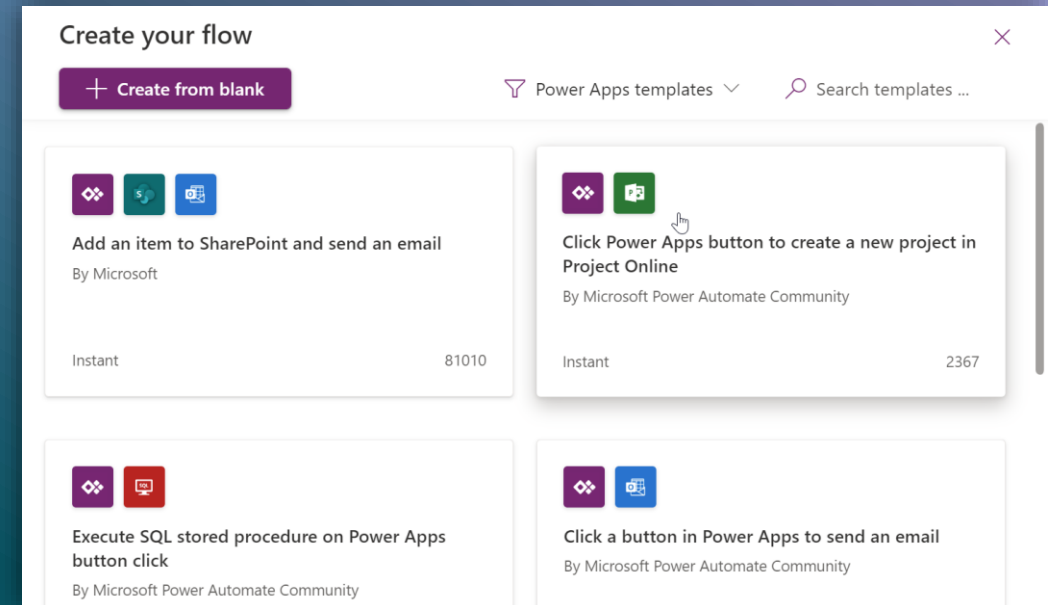 Create your flow
Create from blank
Power Apps templates
Search templates ...
Add an item to SharePoint and send an email
By Microsoft
Instant
81010
Click Power Apps button to create a new project in
Project Online
By Microsoft Power Automate Community
Instant
2367
Execute SQL stored procedure on Power Apps
button click
By Microsoft Power Automate Community
Click a button in Power Apps to send an email
By Microsoft Power Automate Community